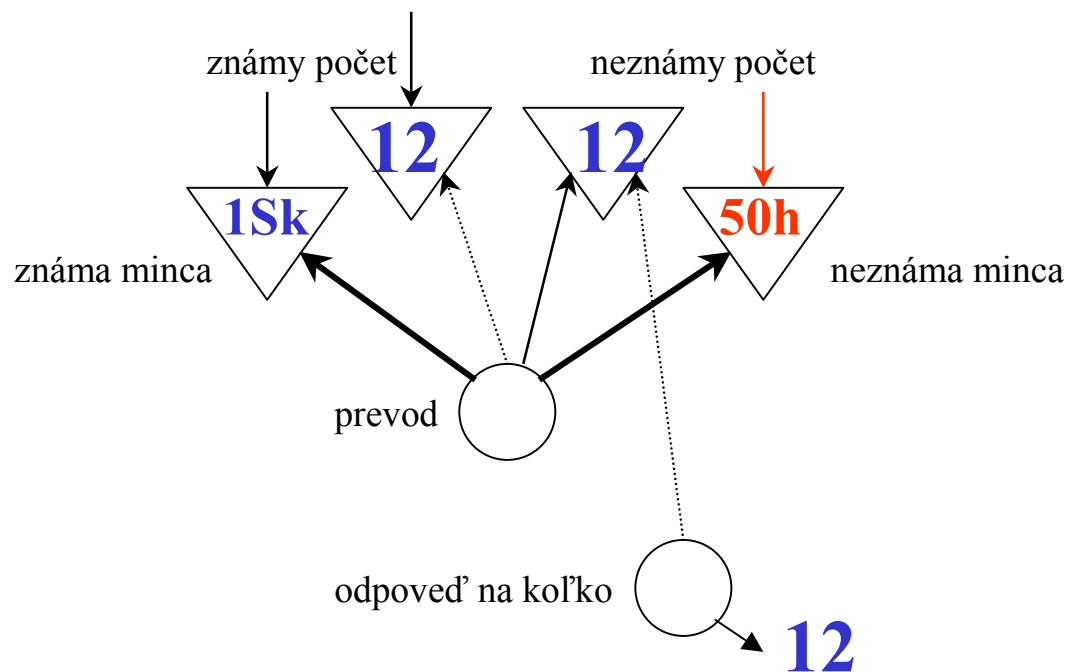 známy počet
neznámy počet
12
12
1Sk
50h
známa minca
neznáma minca
prevod
odpoveď na koľko
12